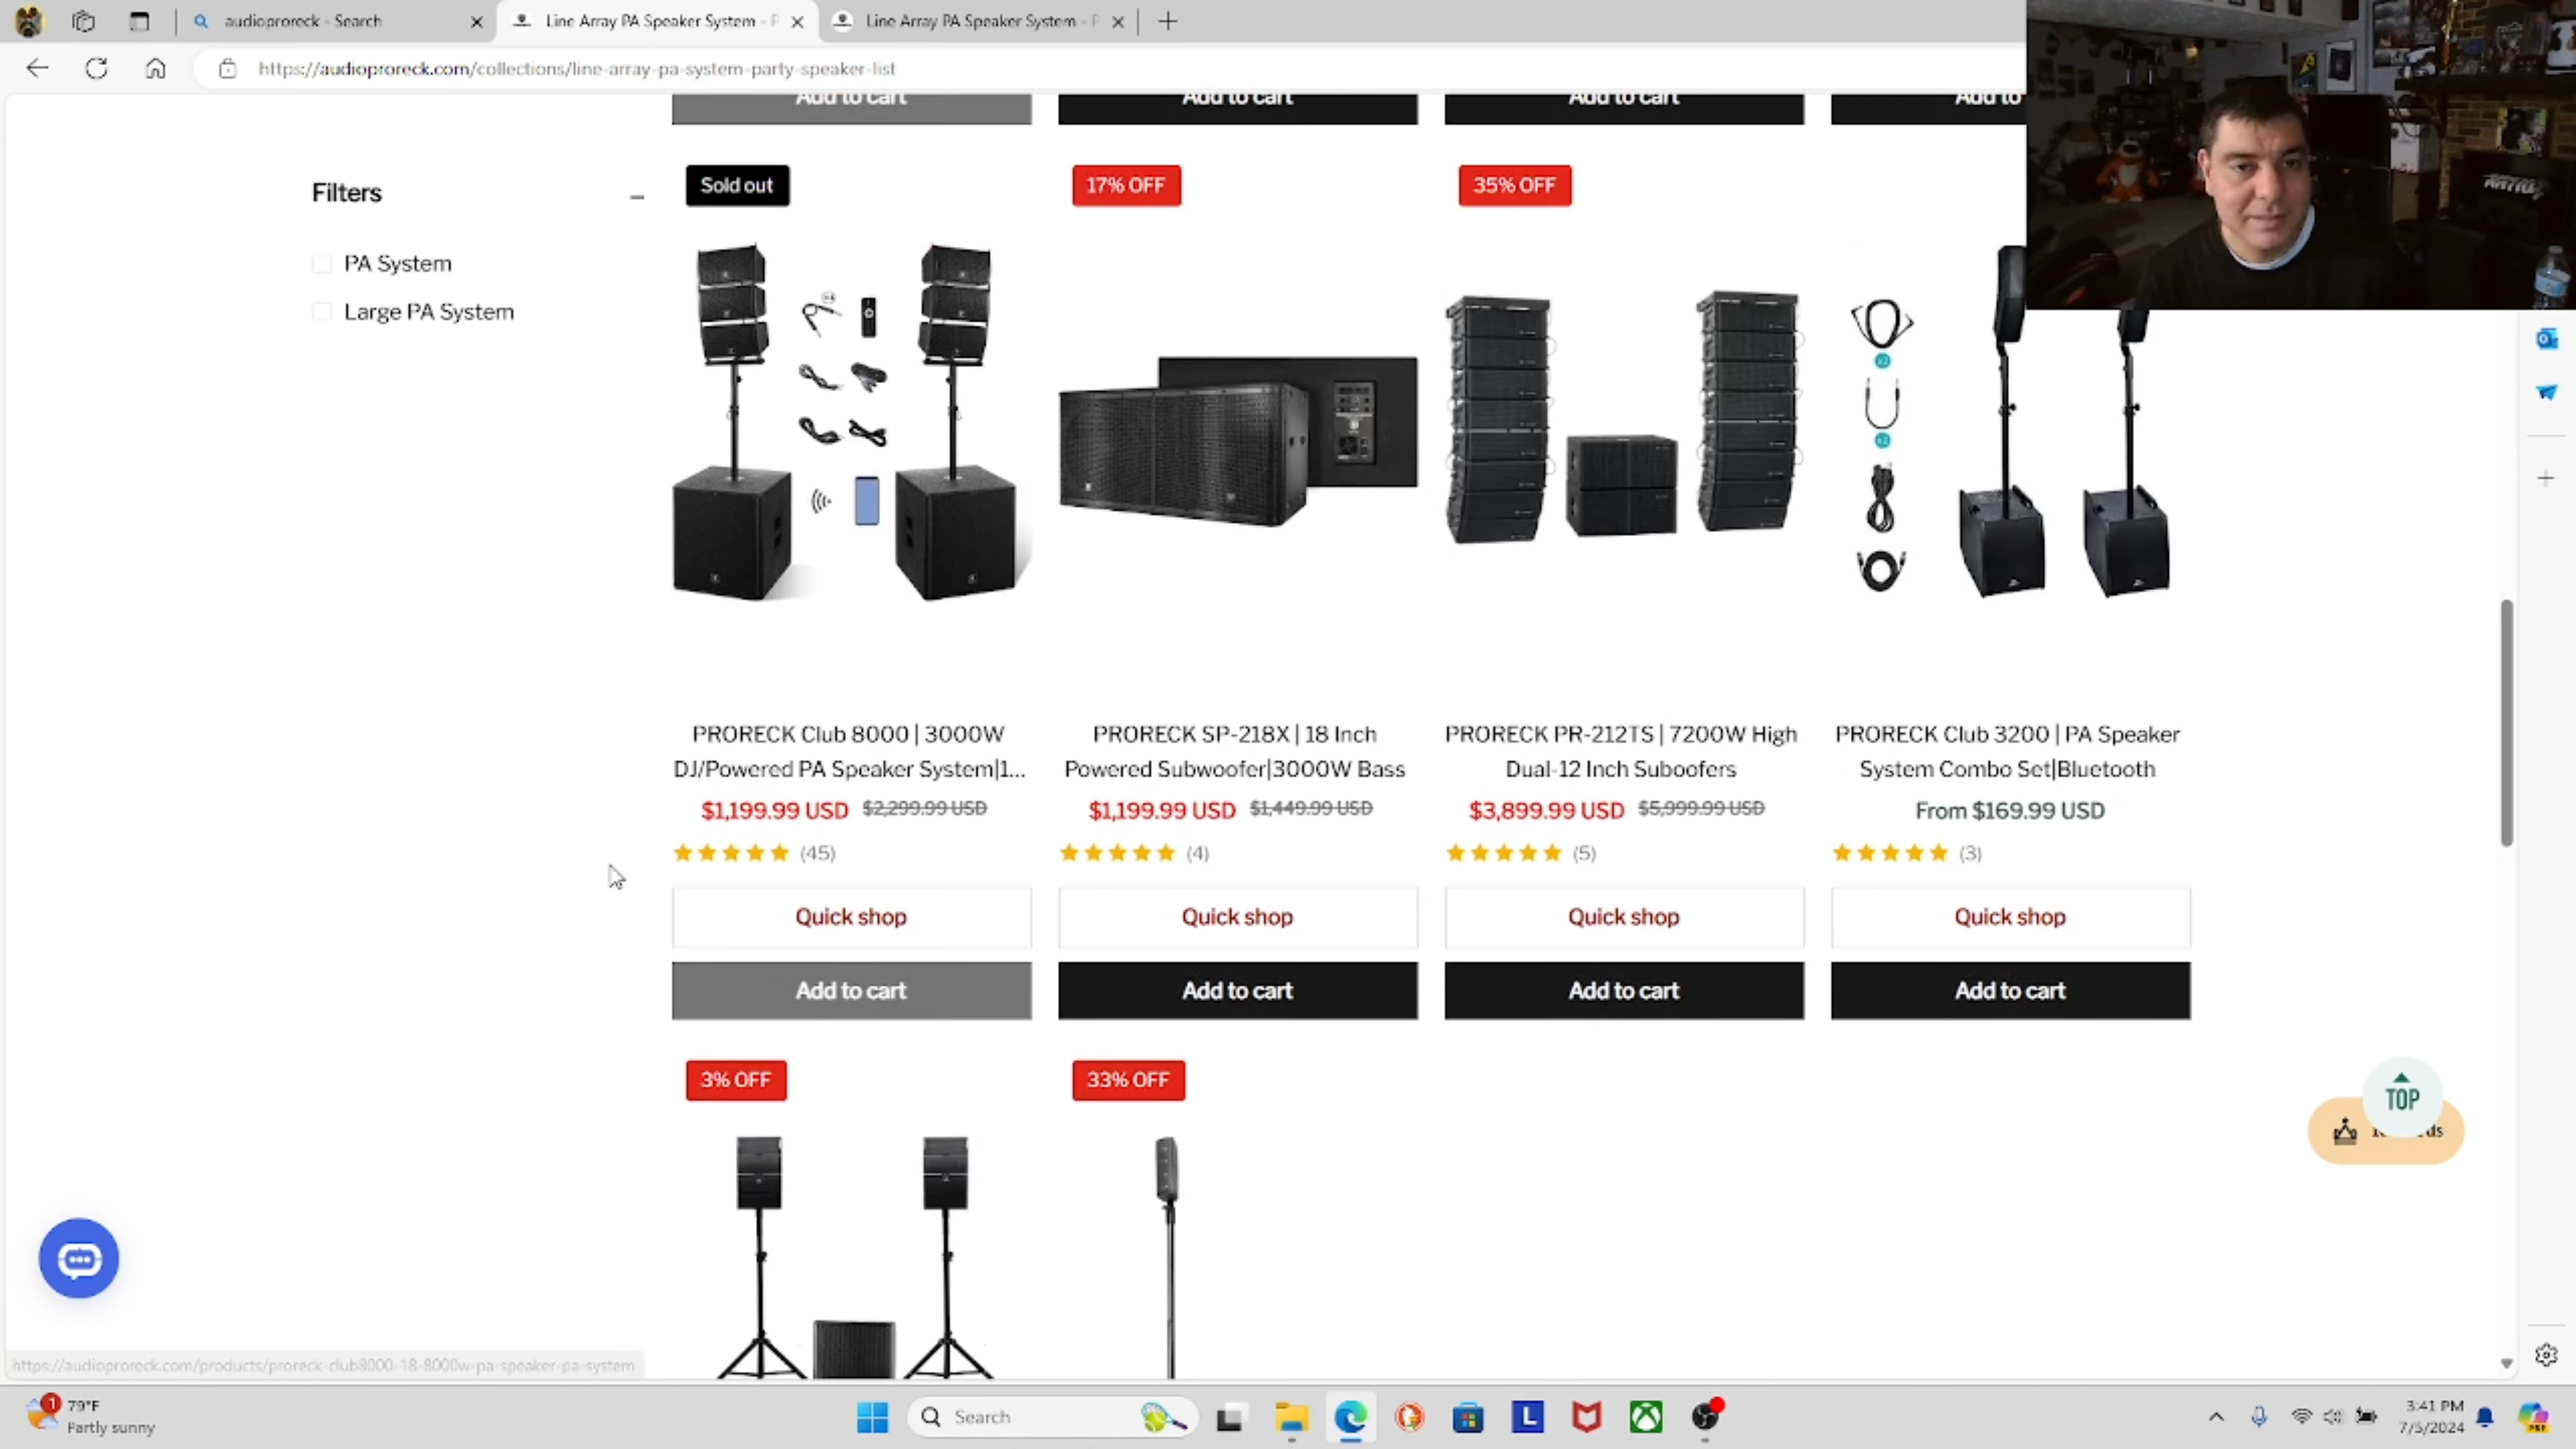 audioproreck - Search
Line Array PA Speaker System - P
Line Array PA Speaker System - P
https://audioproreck.com/collections/line-array-pa-system-party-speaker-list
Add to cart
Add to cart
Add to cart
Add to
Filters
PA System
Large PA System
Sold out
17% OFF
35% OFF
x2
x2
PRORECK Club 8000 | 3000W
DJ/Powered PA Speaker System|1...
$1,199.99 USD $2,299.99 USD
(45)
Quick shop
Add to cart
PRORECK SP-218X | 18 Inch
Powered Subwoofer|3000W Bass
$1,199.99 USD $1,449.99 USD
(4)
Quick shop
Add to cart
PRORECK PR-212TS | 7200W High
Dual-12 Inch Suboofers
$3,899.99 USD $5,999.99 USD
(5)
Quick shop
Add to cart
PRORECK Club 3200 | PA Speaker
System Combo Set|Bluetooth
From $169.99 USD
(3)
Quick shop
Add to cart
3% OFF
33% OFF
TOP
https://audioproreck.com/products/proreck-club8000-18-8000w-pa-speaker-pa-system
1
79°F
Partly sunny
Search
L
3:41 PM
7/5/2024